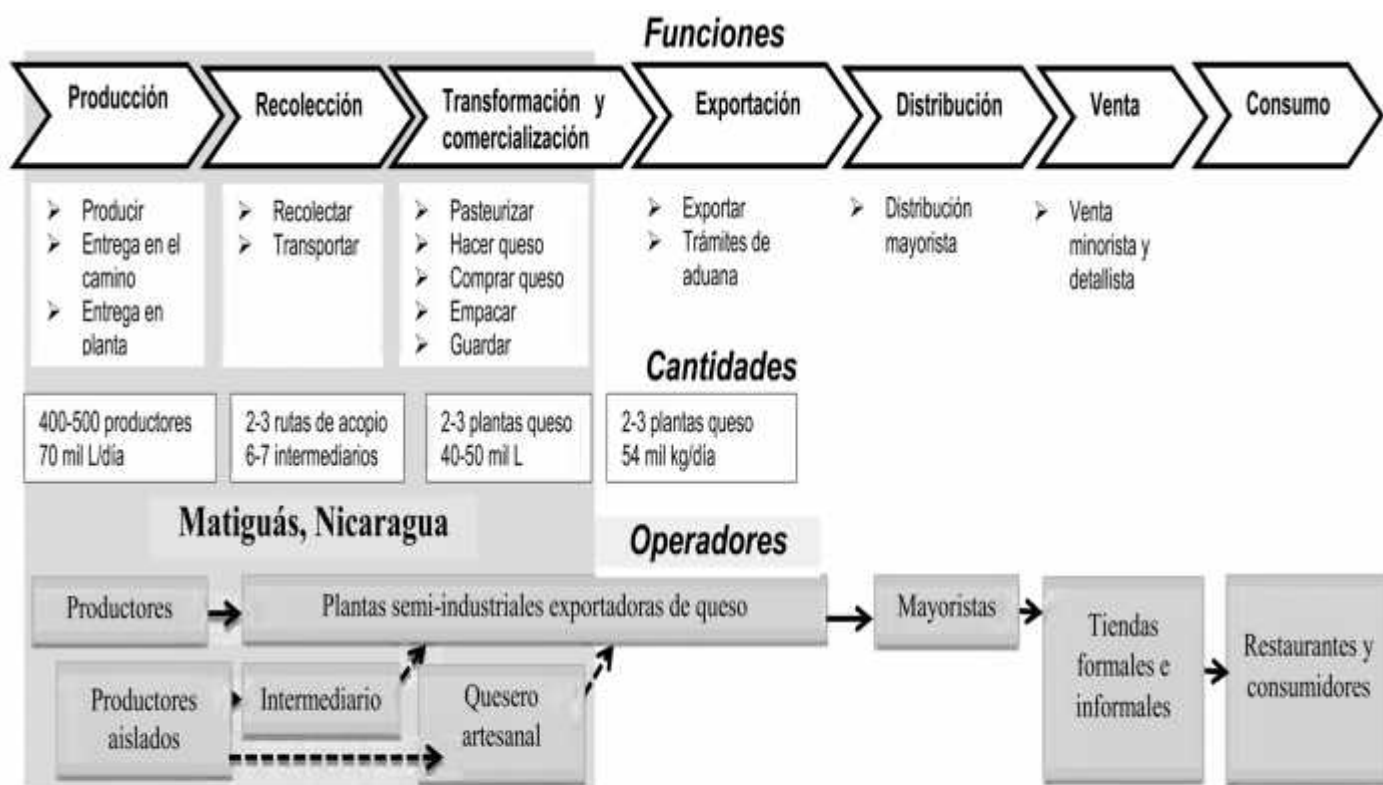 Funciones
Producción
Recolección
Transformación y
comercialización
Exportación
Distribución
Venta
Consumo
➢ Producir
➢ Entrega en el
camino
➢ Entrega en
planta
➢ Recolectar
➢ Transportar
➢ Pasteurizar
➢ Hacer queso
➢ Comprar queso
➢ Empacar
➢ Guardar
➢ Exportar
➢ Trámites de
aduana
➢ Distribución
mayorista
➢ Venta
minorista y
detallista
Cantidades
400-500 productores
70 mil L/día
2-3 rutas de acopio
6-7 intermediarios
2-3 plantas queso
40-50 mil L
2-3 plantas queso
54 mil kg/día
Matiguás, Nicaragua
Operadores
Productores
Plantas semi-industriales exportadoras de queso
Mayoristas
Tiendas
formales e
informales
Restaurantes y
consumidores
Productores
aislados
Intermediario
Quesero
artesanal